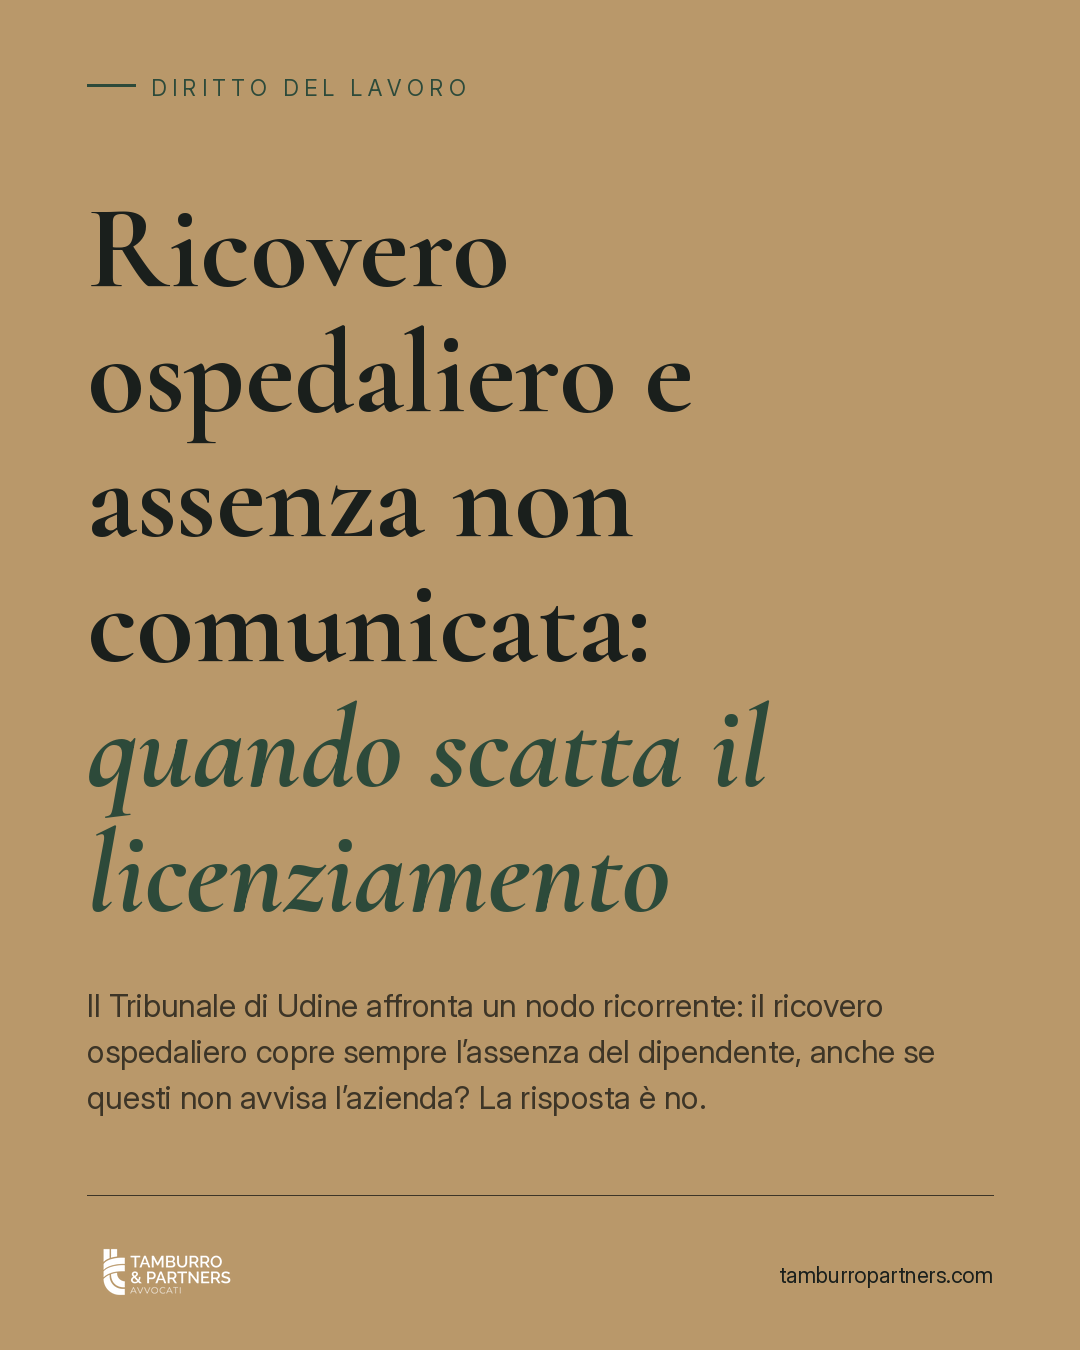 DIRITTO DEL LAVORO
Ricovero
ospedaliero e
assenza non
comunicata:
quando scatta il
licenziamento
Il Tribunale di Udine affronta un nodo ricorrente: il ricovero
ospedaliero copre sempre l’assenza del dipendente, anche se
questi non avvisa l’azienda? La risposta è no.
TAMBURRO
& PARTNERS
AVVOCATI
tamburropartners.com